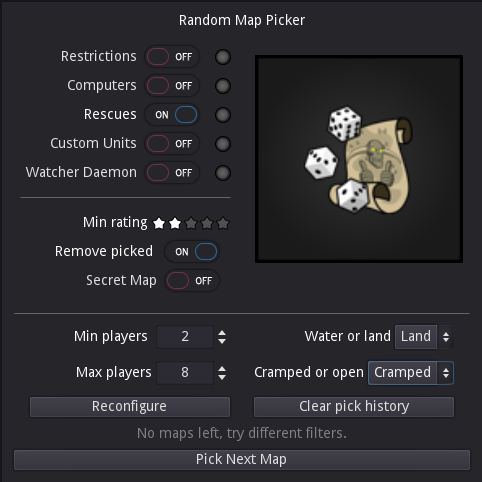 Random Map Picker
Restrictions OFF
Computers OFF
Rescues ON
Custom Units OFF
Watcher Daemon OFF
Min rating
Remove picked ON
Secret Map OFF
Min players 2 Water or land Land
Max players 8 Cramped or open Cramped
Reconfigure Clear pick history
No maps left, try different filters.
Pick Next Map